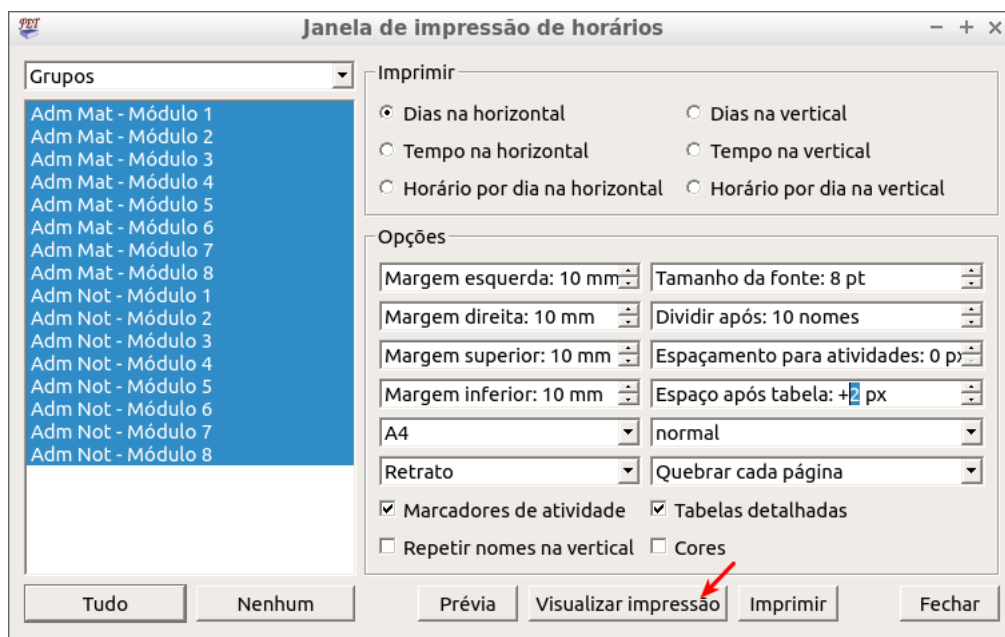 PET
Janela de impressão de horários
Grupos
Adm Mat - Módulo 1
Adm Mat - Módulo 2
Adm Mat - Módulo 3
Adm Mat - Módulo 4
Adm Mat - Módulo 5
Adm Mat - Módulo 6
Adm Mat - Módulo 7
Adm Mat - Módulo 8
Adm Not - Módulo 1
Adm Not - Módulo 2
Adm Not - Módulo 3
Adm Not - Módulo 4
Adm Not - Módulo 5
Adm Not - Módulo 6
Adm Not - Módulo 7
Adm Not - Módulo 8
Imprimir
Dias na horizontal Dias na vertical
Tempo na horizontal Tempo na vertical
Horário por dia na horizontal Horário por dia na vertical
Opções
Margem esquerda: 10 mm Tamanho da fonte: 8 pt
Margem direita: 10 mm Dividir após: 10 nomes
Margem superior: 10 mm Espaçamento para atividades: 0 px
Margem inferior: 10 mm Espaço após tabela: +2 px
A4 normal
Retrato Quebrar cada página
Marcadores de atividade Tabelas detalhadas
Repetir nomes na vertical Cores
Tudo Nenhum Prévia Visualizar impressão Imprimir Fechar